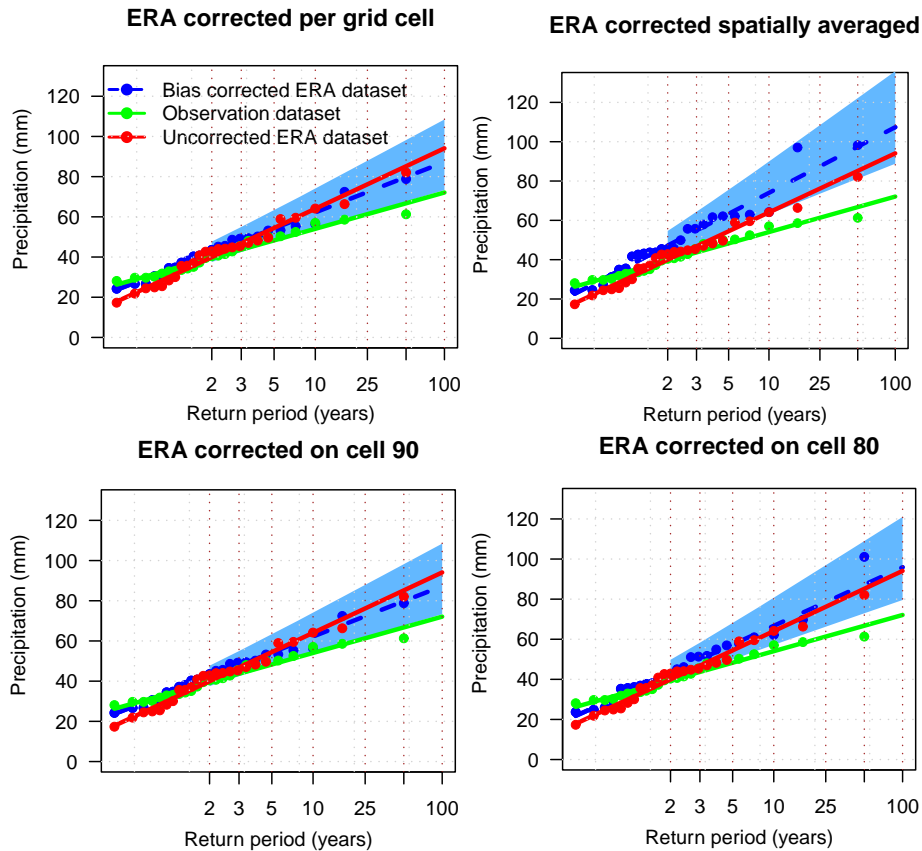 ERA corrected per grid cell
Precipitation (mm)
120
100
80
60
40
20
0
Bias corrected ERA dataset
Observation dataset
Uncorrected ERA dataset
2 3 5 10 25 100
Return period (years)
ERA corrected spatially averaged
Precipitation (mm)
120
100
80
60
40
20
0
2 3 5 10 25 100
Return period (years)
ERA corrected on cell 90
Precipitation (mm)
120
100
80
60
40
20
0
2 3 5 10 25 100
Return period (years)
ERA corrected on cell 80
Precipitation (mm)
120
100
80
60
40
20
0
2 3 5 10 25 100
Return period (years)